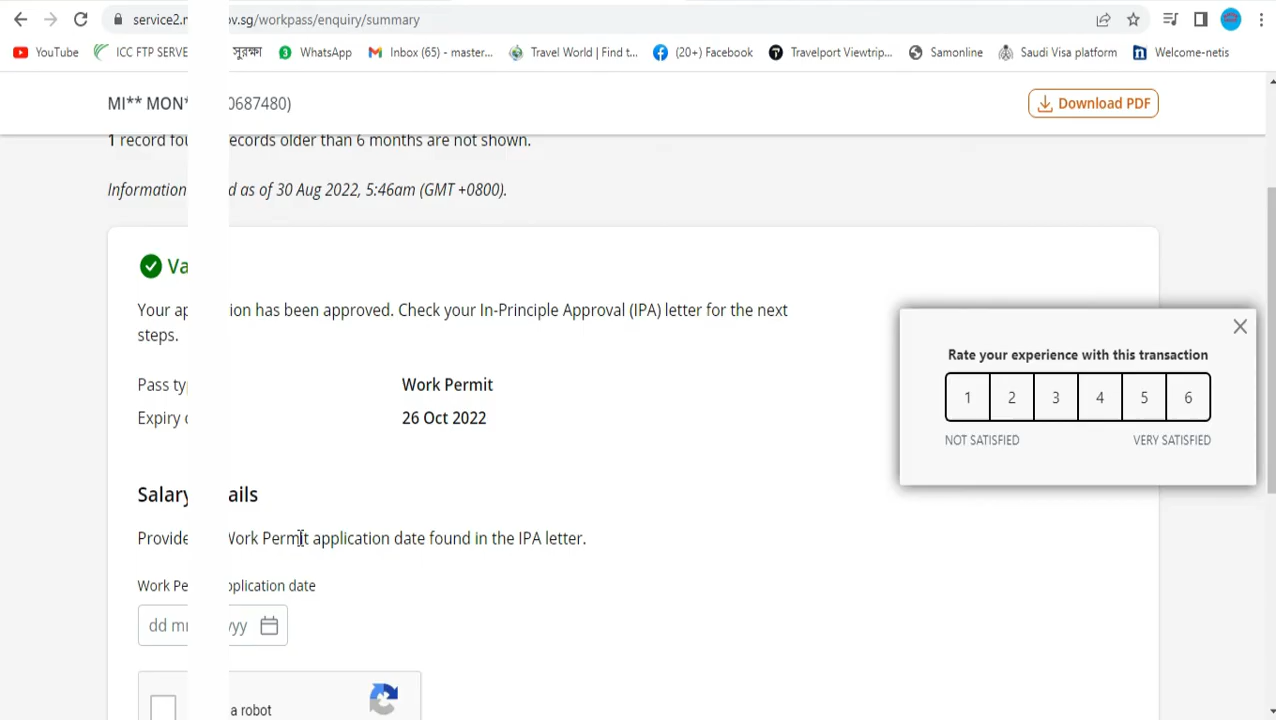 service2.m ov.sg/workpass/enquiry/summary
YouTube ICC FTP SERVE সুরক্ষা WhatsApp Inbox (65) - master... Travel World | Find t... (20+) Facebook Travelport Viewtrip... Samonline Saudi Visa platform Welcome-netis
MI** MON* 0687480)
Download PDF
1 record fou ecords older than 6 months are not shown.
Information d as of 30 Aug 2022, 5:46am (GMT +0800).
Va
Your ap ion has been approved. Check your In-Principle Approval (IPA) letter for the next
steps.
Pass ty Work Permit
Expiry 26 Oct 2022
Rate your experience with this transaction
1 2 3 4 5 6
NOT SATISFIED VERY SATISFIED
Salary ails
Provide Work Permit application date found in the IPA letter.
Work Pe plication date
dd m yyy
a robot